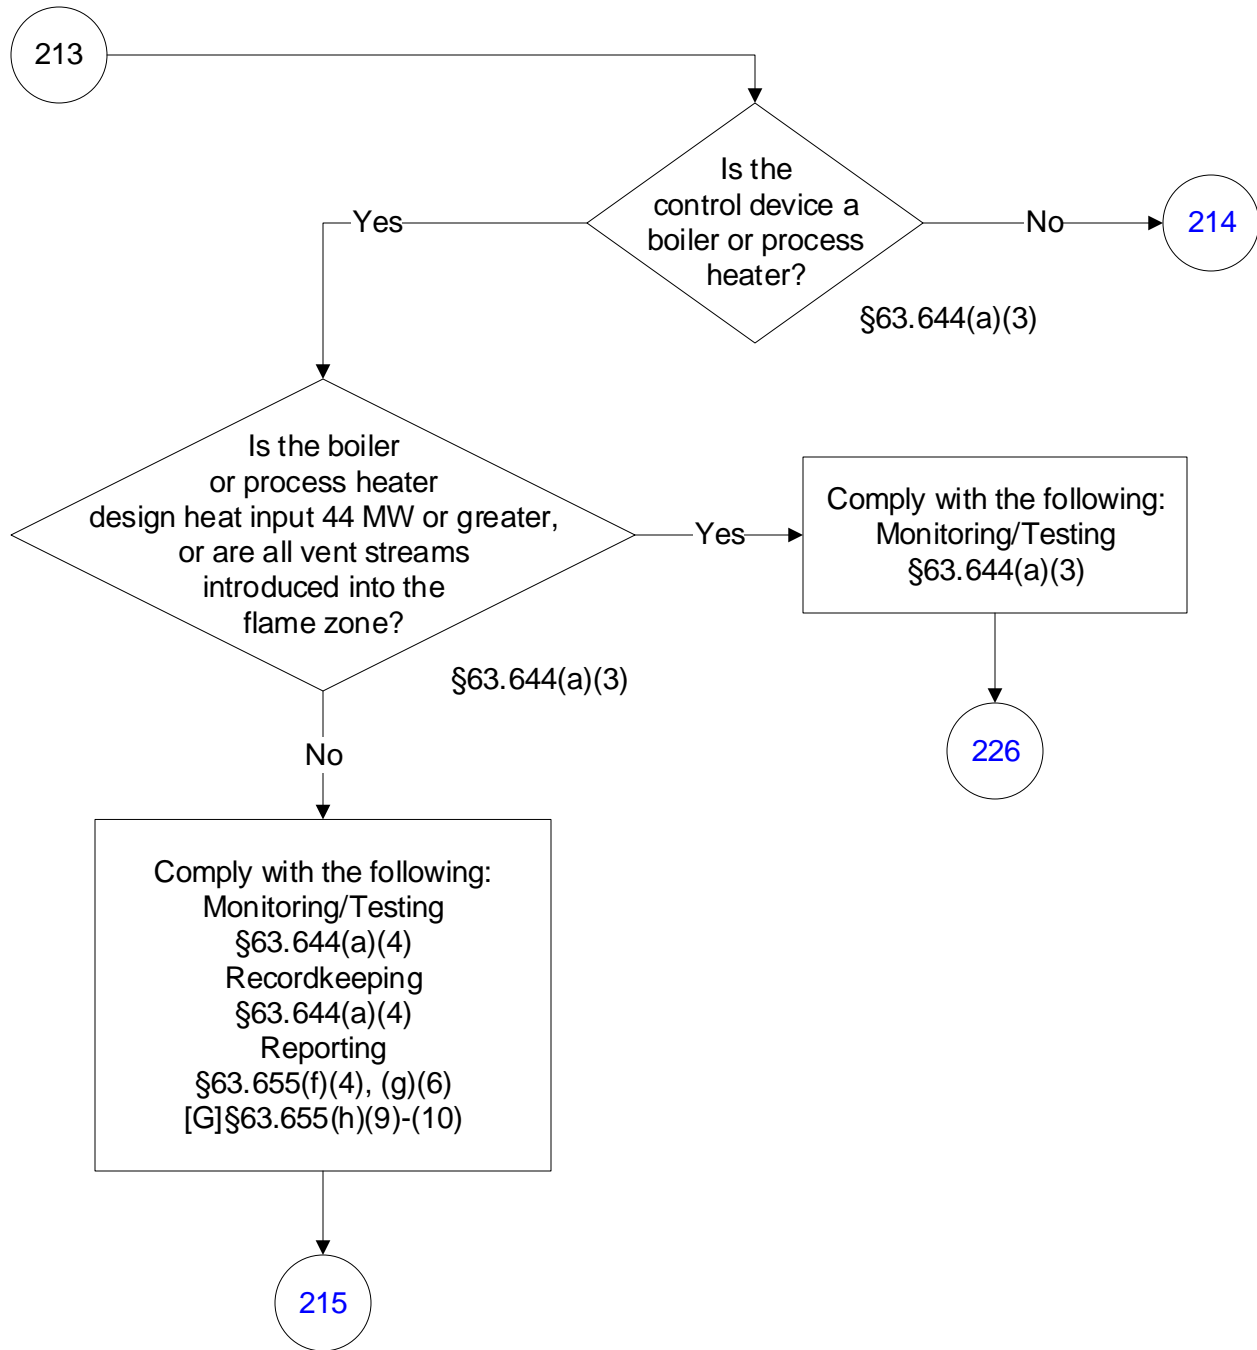 213
Is the
control device a
boiler or process
heater?
Yes
No
214
§63.644(a)(3)
Is the boiler
or process heater
design heat input 44 MW or greater,
or are all vent streams
introduced into the
flame zone?
Yes
Comply with the following:
Monitoring/Testing
§63.644(a)(3)
§63.644(a)(3)
226
No
Comply with the following:
Monitoring/Testing
§63.644(a)(4)
Recordkeeping
§63.644(a)(4)
Reporting
§63.655(f)(4), (g)(6)
[G]§63.655(h)(9)-(10)
215